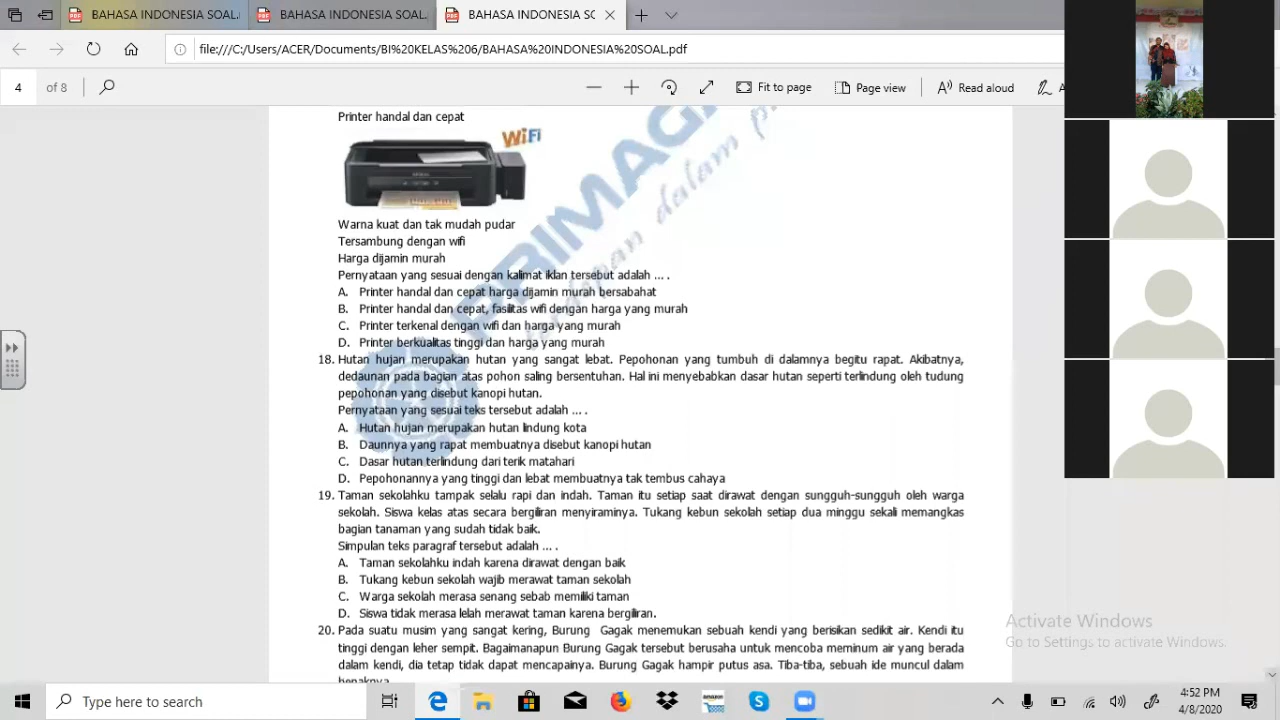 BAHASA INDONESIA SOAL
BAHASA INDONESIA SOAL
BAHASA INDONESIA SO
file:///C:/Users/ACER/Documents/BI%20KELAS%206/BAHASA%20INDONESIA%20SOAL.pdf
4 of 8
Fit to page
Page view
Read aloud
Printer handal dan cepat
WiFi
PRIMAG
dalam p
Warna kuat dan tak mudah pudar
Tersambung dengan wifi
Harga dijamin murah
Pernyataan yang sesuai dengan kalimat iklan tersebut adalah ... .
A. Printer handal dan cepat harga dijamin murah bersabahat
B. Printer handal dan cepat, fasilitas wifi dengan harga yang murah
C. Printer terkenal dengan wifi dan harga yang murah
D. Printer berkualitas tinggi dan harga yang murah
18. Hutan hujan merupakan hutan yang sangat lebat. Pepohonan yang tumbuh di dalamnya begitu rapat. Akibatnya,
dedaunan pada bagian atas pohon saling bersentuhan. Hal ini menyebabkan dasar hutan seperti terlindung oleh tudung
pepohonan yang disebut kanopi hutan.
Pernyataan yang sesuai teks tersebut adalah ... .
A. Hutan hujan merupakan hutan lindung kota
B. Daunnya yang rapat membuatnya disebut kanopi hutan
C. Dasar hutan terlindung dari terik matahari
D. Pepohonannya yang tinggi dan lebat membuatnya tak tembus cahaya
19. Taman sekolahku tampak selalu rapi dan indah. Taman itu setiap saat dirawat dengan sungguh-sungguh oleh warga
sekolah. Siswa kelas atas secara bergiliran menyiraminya. Tukang kebun sekolah setiap dua minggu sekali memangkas
bagian tanaman yang sudah tidak baik.
Simpulan teks paragraf tersebut adalah ... .
A. Taman sekolahku indah karena dirawat dengan baik
B. Tukang kebun sekolah wajib merawat taman sekolah
C. Warga sekolah merasa senang sebab memiliki taman
D. Siswa tidak merasa lelah merawat taman karena bergiliran.
20. Pada suatu musim yang sangat kering, Burung Gagak menemukan sebuah kendi yang berisikan sedikit air. Kendi itu
tinggi dengan leher sempit. Bagaimanapun Burung Gagak tersebut berusaha untuk mencoba meminum air yang berada
dalam kendi, dia tetap tidak dapat mencapainya. Burung Gagak hampir putus asa. Tiba-tiba, sebuah ide muncul dalam
benaknya
Activate Windows
Go to Settings to activate Windows.
Type here to search
4:52 PM
4/8/2020